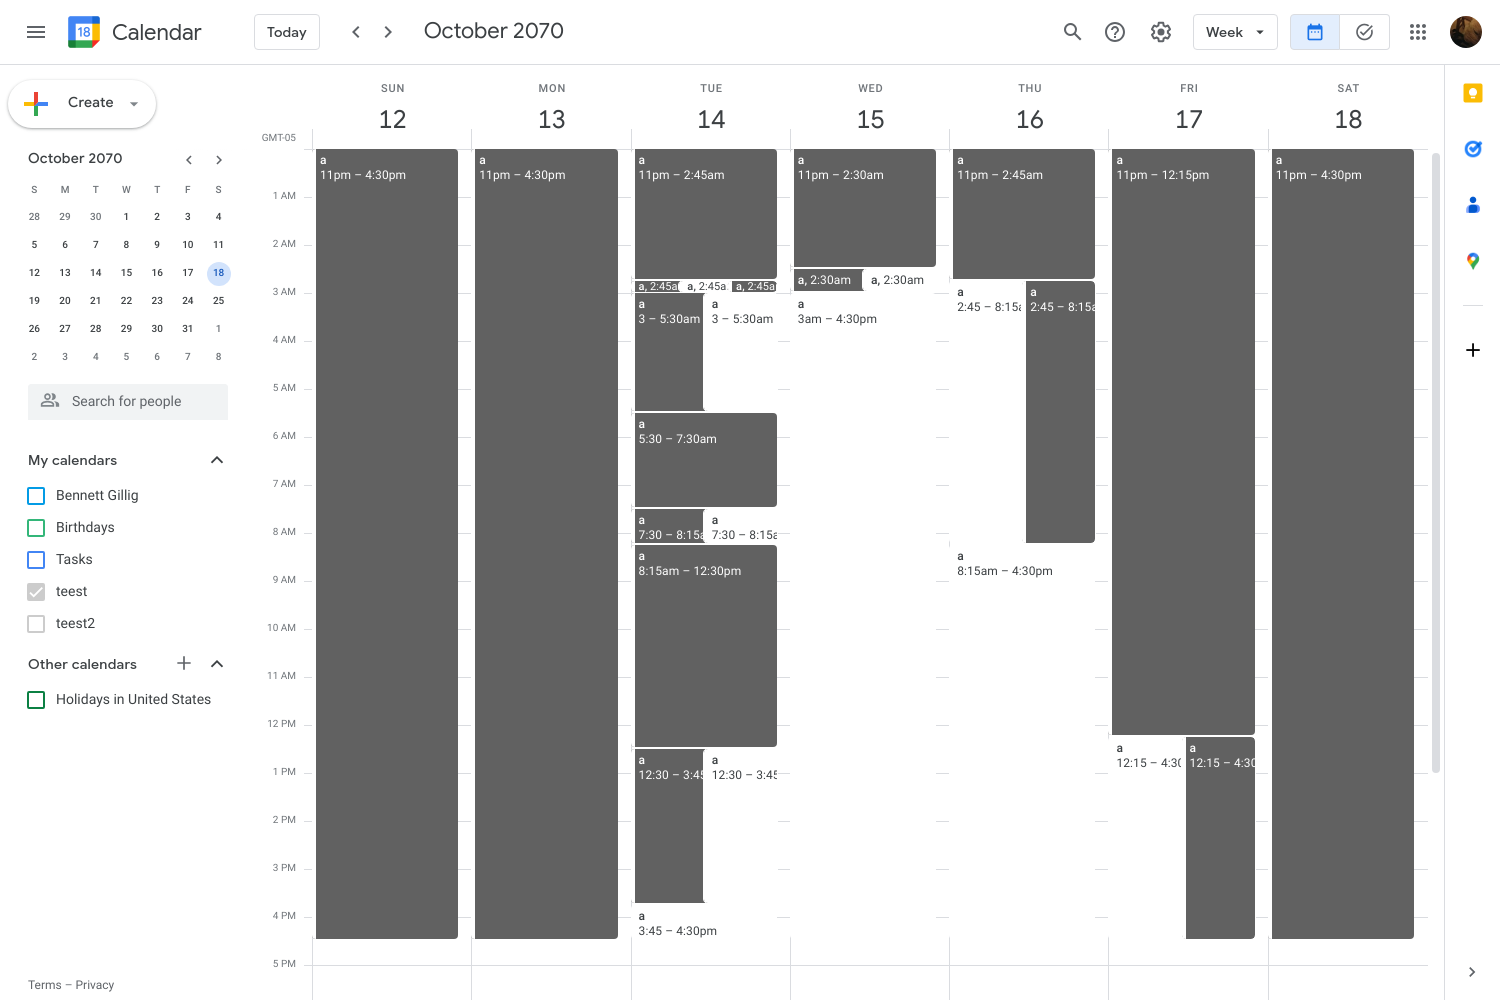 18 Calendar Today October 2070 Week
Create
SUN MON TUE WED THU FRI SAT
12 13 14 15 16 17 18
GMT-05
October 2070
S M T W T F S
28 29 30 1 2 3 4
5 6 7 8 9 10 11
12 13 14 15 16 17 18
19 20 21 22 23 24 25
26 27 28 29 30 31 1
2 3 4 5 6 7 8
Search for people
My calendars
Bennett Gillig
Birthdays
Tasks
teest
teest2
Other calendars
Holidays in United States
Terms – Privacy
1 AM
2 AM
3 AM
4 AM
5 AM
6 AM
7 AM
8 AM
9 AM
10 AM
11 AM
12 PM
1 PM
2 PM
3 PM
4 PM
5 PM
a
11pm – 4:30pm
a
11pm – 4:30pm
a
11pm – 2:45am
a, 2:45a
a, 2:45a
a, 2:45a
a
3 – 5:30am
a
3 – 5:30am
a
5:30 – 7:30am
a
7:30 – 8:15a
a
7:30 – 8:15a
a
8:15am – 12:30pm
a
12:30 – 3:45
a
12:30 – 3:45
a
3:45 – 4:30pm
a
11pm – 2:30am
a, 2:30am
a, 2:30am
a
3am – 4:30pm
a
11pm – 2:45am
a
2:45 – 8:15a
a
2:45 – 8:15a
a
8:15am – 4:30pm
a
11pm – 12:15pm
a
12:15 – 4:30
a
12:15 – 4:30
a
11pm – 4:30pm